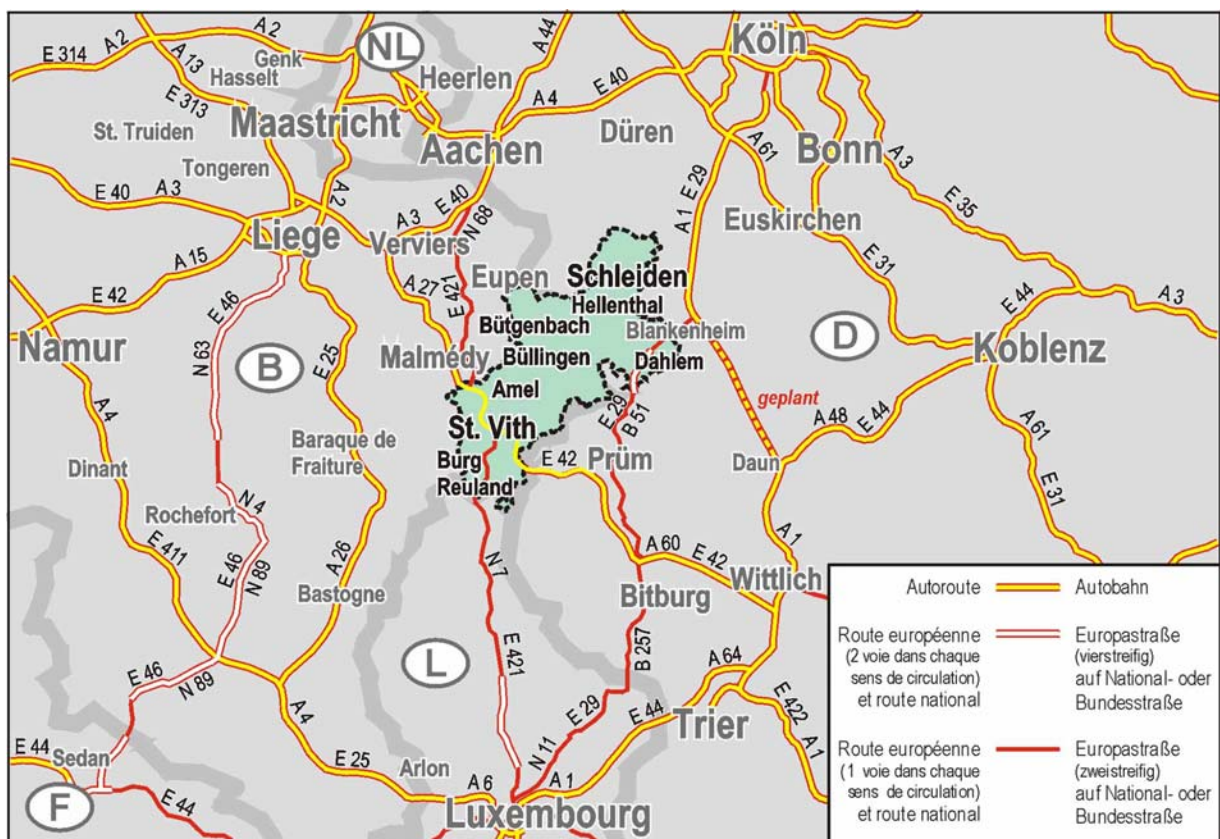 E 314
A 2
A 2
NL
A 44
Köln
A 13
Genk
Hasselt
Heerlen
E 40
A 4
E 313
Maastricht
St. Truiden
Aachen
Düren
A 61
Bonn
A 3
Tongeren
E 40
A 3
A 2
A 3
E 40
N 68
A 1
E 29
E 35
Liege
Verviers
Euskirchen
A 15
Eupen
Schleiden
E 31
E 42
E 46
A 27
E 421
Hellenthal
E 44
A 3
Bütgenbach
Blankenheim
Namur
N 63
B
E 25
Malmédy
Büllingen
Dahlem
D
Koblenz
Amel
geplant
A 4
St. Vith
E 29
B 51
A 48
E 44
A 61
Baraque de
Fraiture
Dinant
Burg
Reuland
E 42
Prüm
Daun
E 31
Rochefort
N 4
A 1
E 411
E 46
N 89
A 26
N 7
A 60
E 42
Wittlich
Bastogne
Bitburg
L
E 421
B 257
E 46
N 89
A 64
A 4
E 29
E 44
Trier
E 422
E 44
Sedan
N 11
A 1
E 25
Arlon
A 6
A 1
F
E 44
Luxembourg
Autoroute
Autobahn
Route européenne
(2 voie dans chaque
sens de circulation)
et route national
Europastraße
(vierstreifig)
auf National- oder
Bundesstraße
Route européenne
(1 voie dans chaque
sens de circulation)
et route national
Europastraße
(zweistreifig)
auf National- oder
Bundesstraße